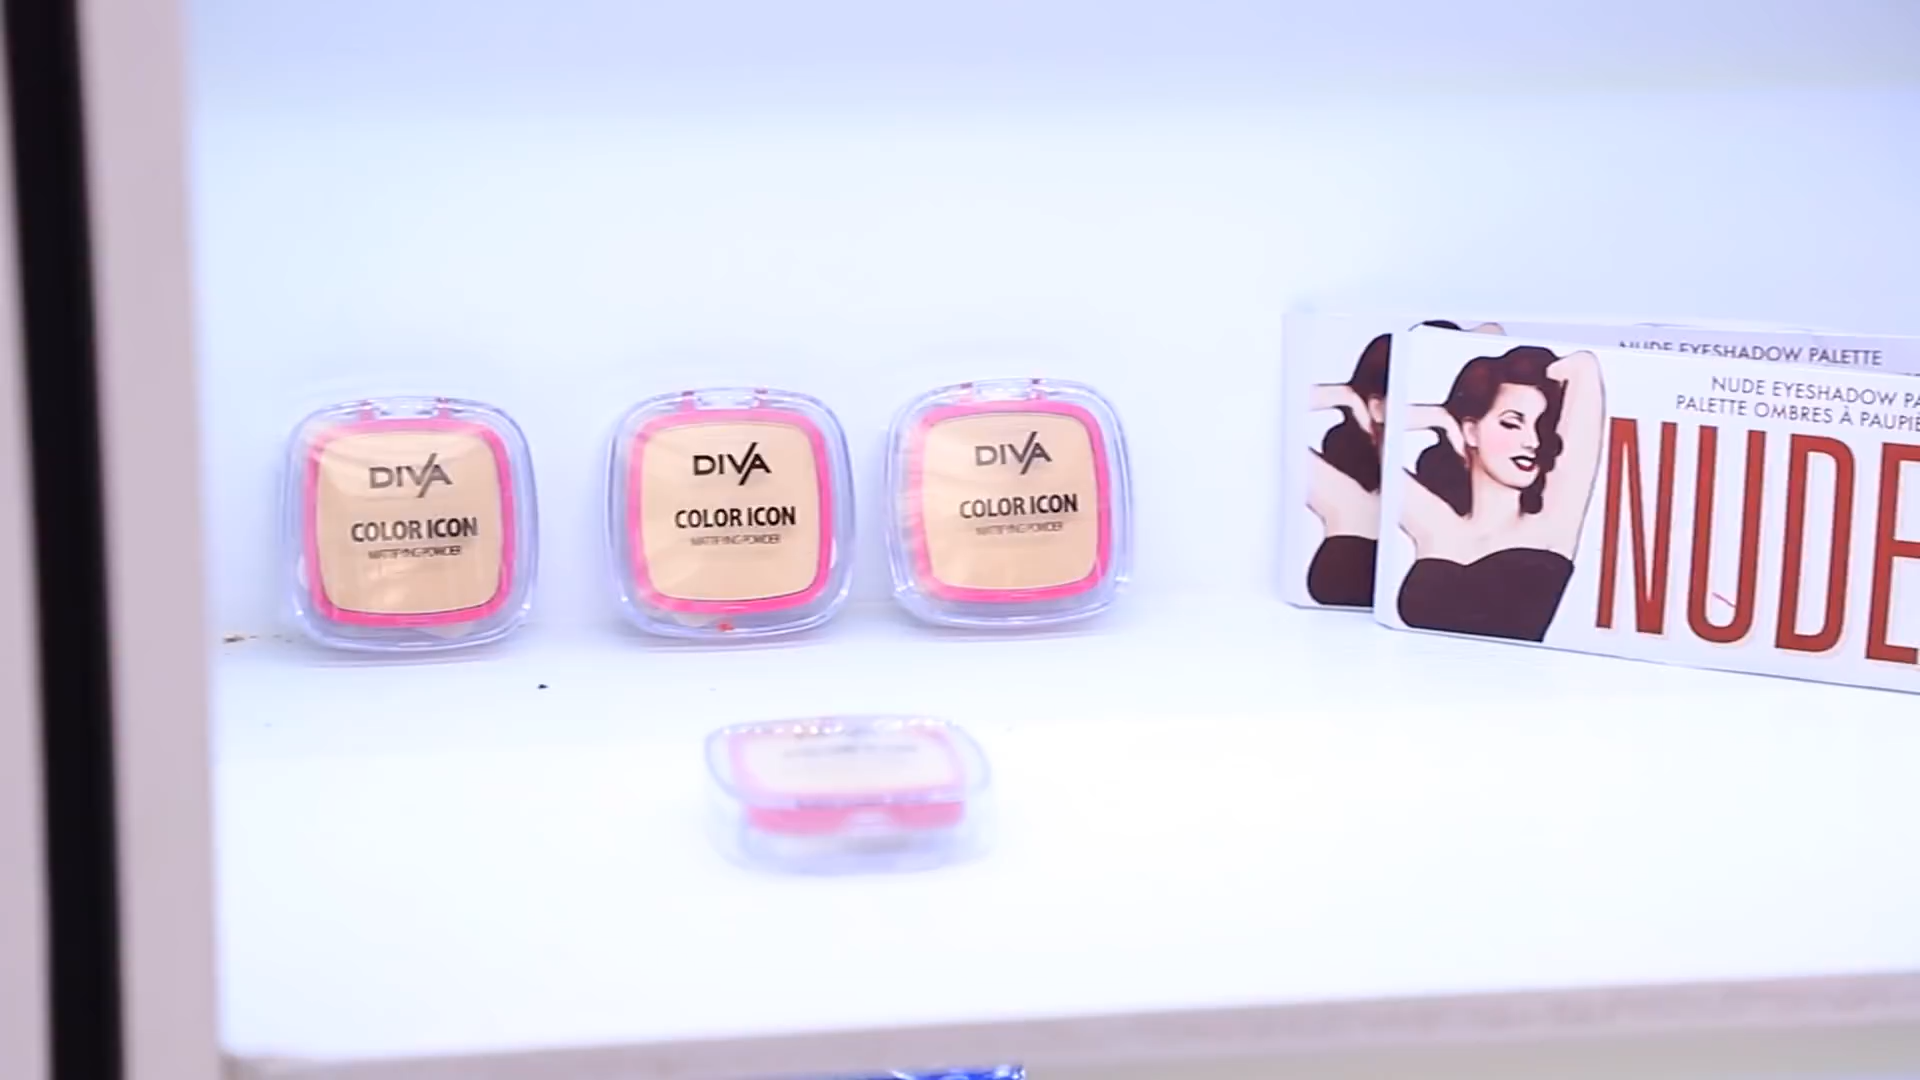 DIVA
COLOR ICON
MATTIFYING POWDER
DIVA
COLOR ICON
MATTIFYING POWDER
DIVA
COLOR ICON
MATTIFYING POWDER
NUDE EYESHADOW PALETTE
NUDE EYESHADOW PA
PALETTE OMBRES À PAUPIÈ
NUDE